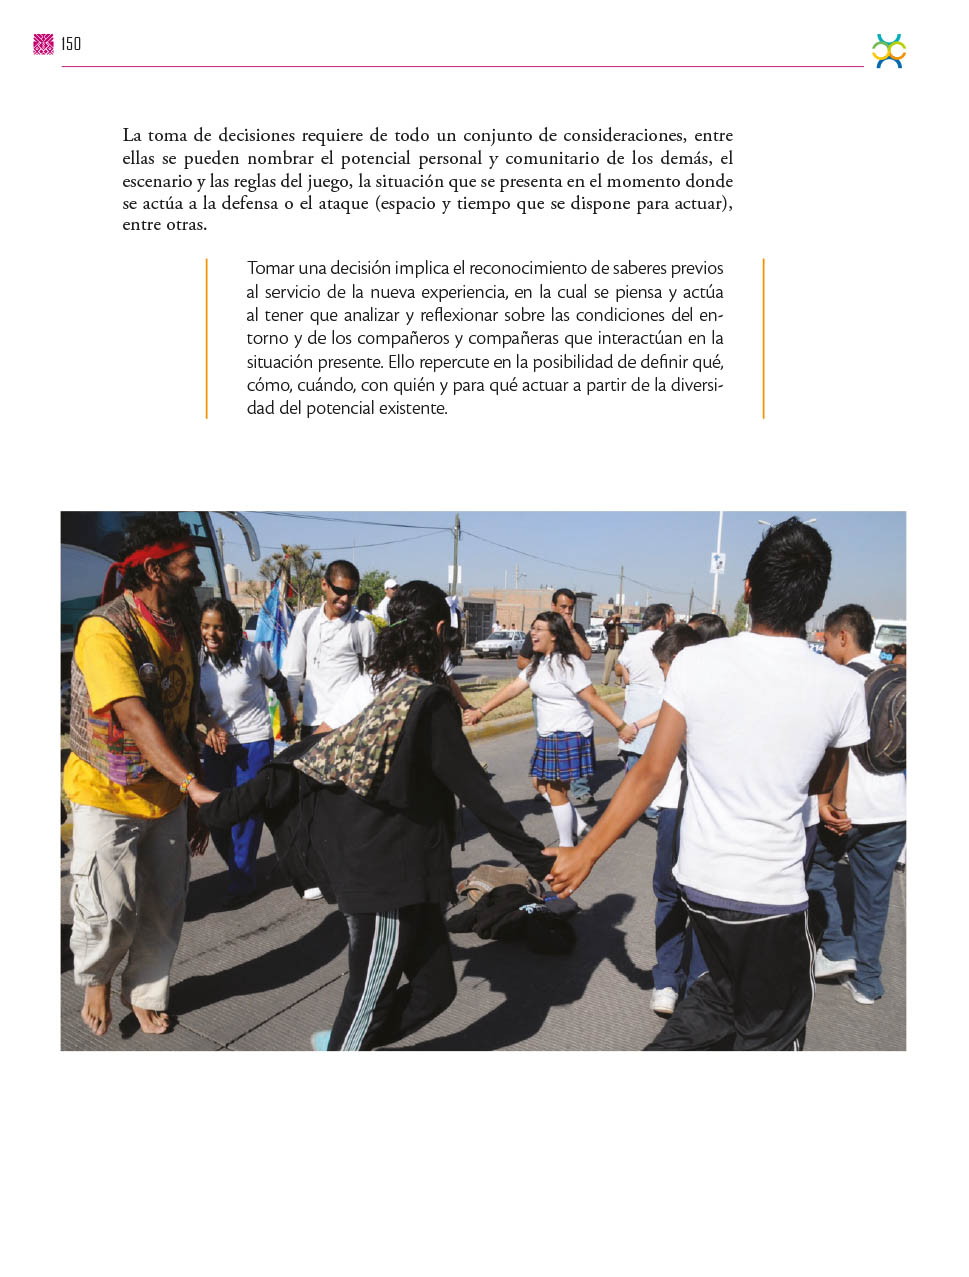 150
La toma de decisiones requiere de todo un conjunto de consideraciones, entre
ellas se pueden nombrar el potencial personal y comunitario de los demás, el
escenario y las reglas del juego, la situación que se presenta en el momento donde
se actúa a la defensa o el ataque (espacio y tiempo que se dispone para actuar),
entre otras.
Tomar una decisión implica el reconocimiento de saberes previos
al servicio de la nueva experiencia, en la cual se piensa y actúa
al tener que analizar y reflexionar sobre las condiciones del en-
torno y de los compañeros y compañeras que interactúan en la
situación presente. Ello repercute en la posibilidad de definir qué,
cómo, cuándo, con quién y para qué actuar a partir de la diversi-
dad del potencial existente.